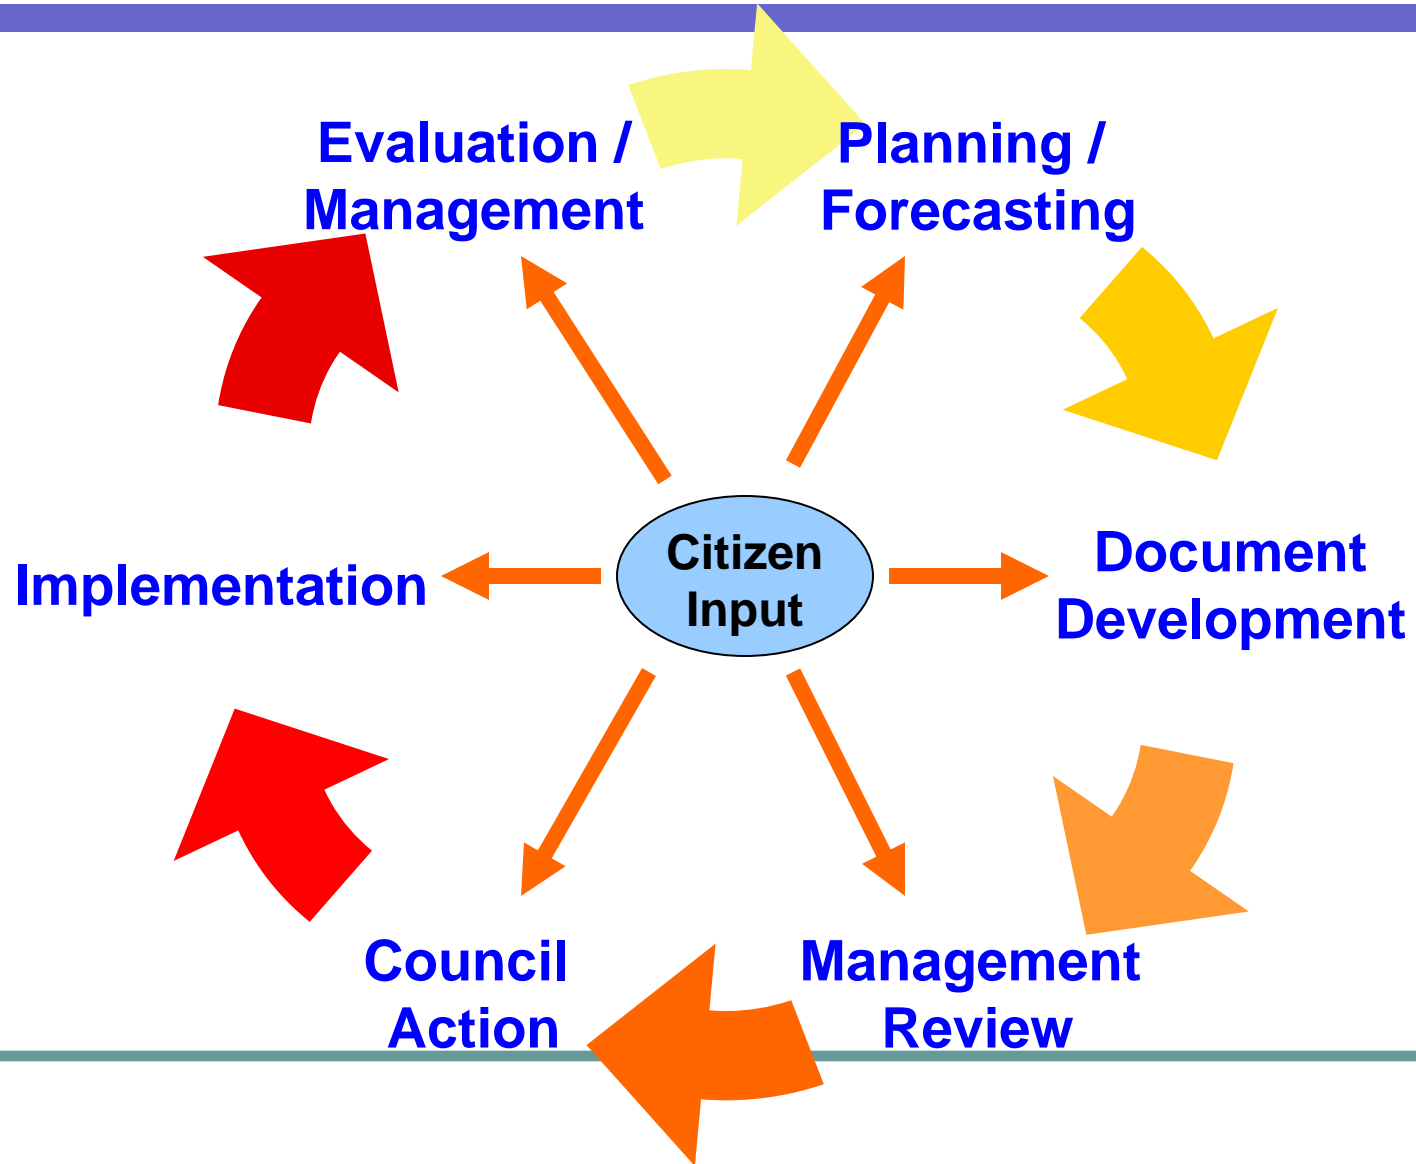 Evaluation /
Management
Planning /
Forecasting
Citizen
Input
Document
Development
Implementation
Council
Action
Management
Review